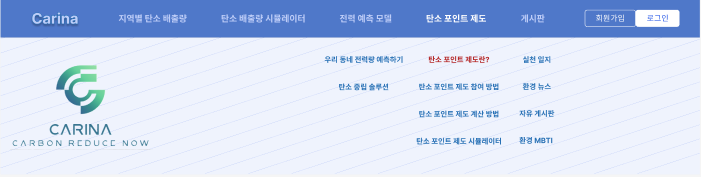 Carina 지역별 탄소 배출량 탄소 배출량 시뮬레이터 전력 예측 모델 탄소 포인트 제도 게시판 회원가입 로그인
우리 동네 전력량 예측하기 탄소 포인트 제도란? 실천 일지
탄소 중립 솔루션 탄소 포인트 제도 참여 방법 환경 뉴스
탄소 포인트 제도 계산 방법 자유 게시판
탄소 포인트 제도 시뮬레이터 환경 MBTI
CARINA
CARBON REDUCE NOW